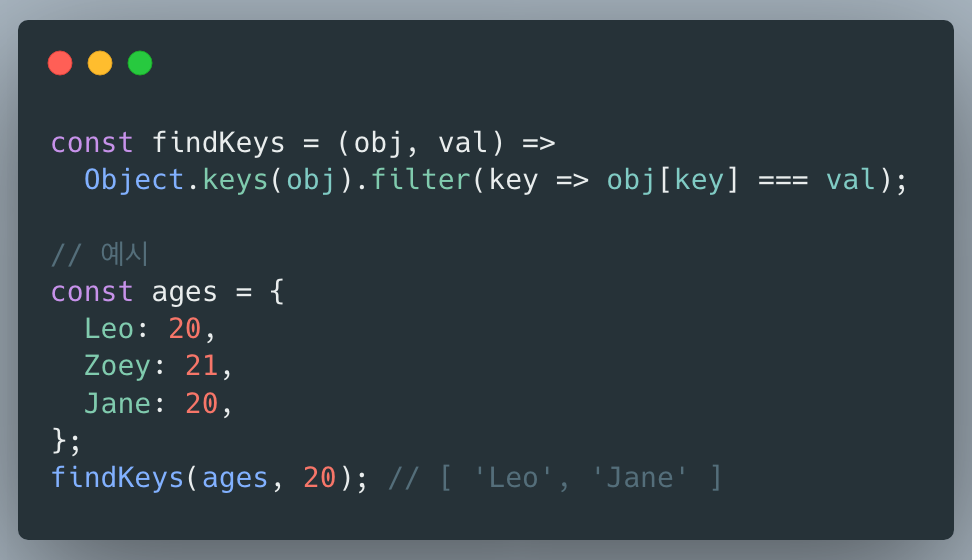 const findKeys = (obj, val) =>
  Object.keys(obj).filter(key => obj[key] === val);

// 예시
const ages = {
  Leo: 20,
  Zoey: 21,
  Jane: 20,
};
findKeys(ages, 20); // [ 'Leo', 'Jane' ]